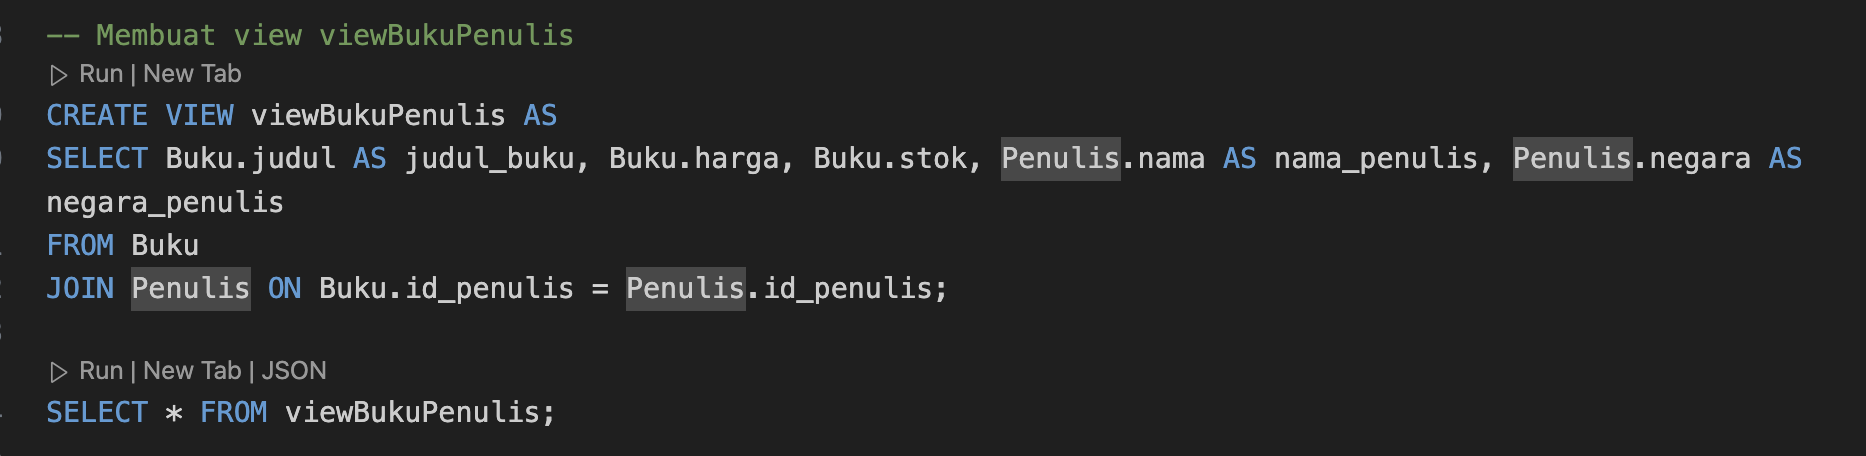 -- Membuat view viewBukuPenulis
Run | New Tab
CREATE VIEW viewBukuPenulis AS
SELECT Buku.judul AS judul_buku, Buku.harga, Buku.stok, Penulis.nama AS nama_penulis, Penulis.negara AS
negara_penulis
FROM Buku
JOIN Penulis ON Buku.id_penulis = Penulis.id_penulis;
Run | New Tab | JSON
SELECT * FROM viewBukuPenulis;